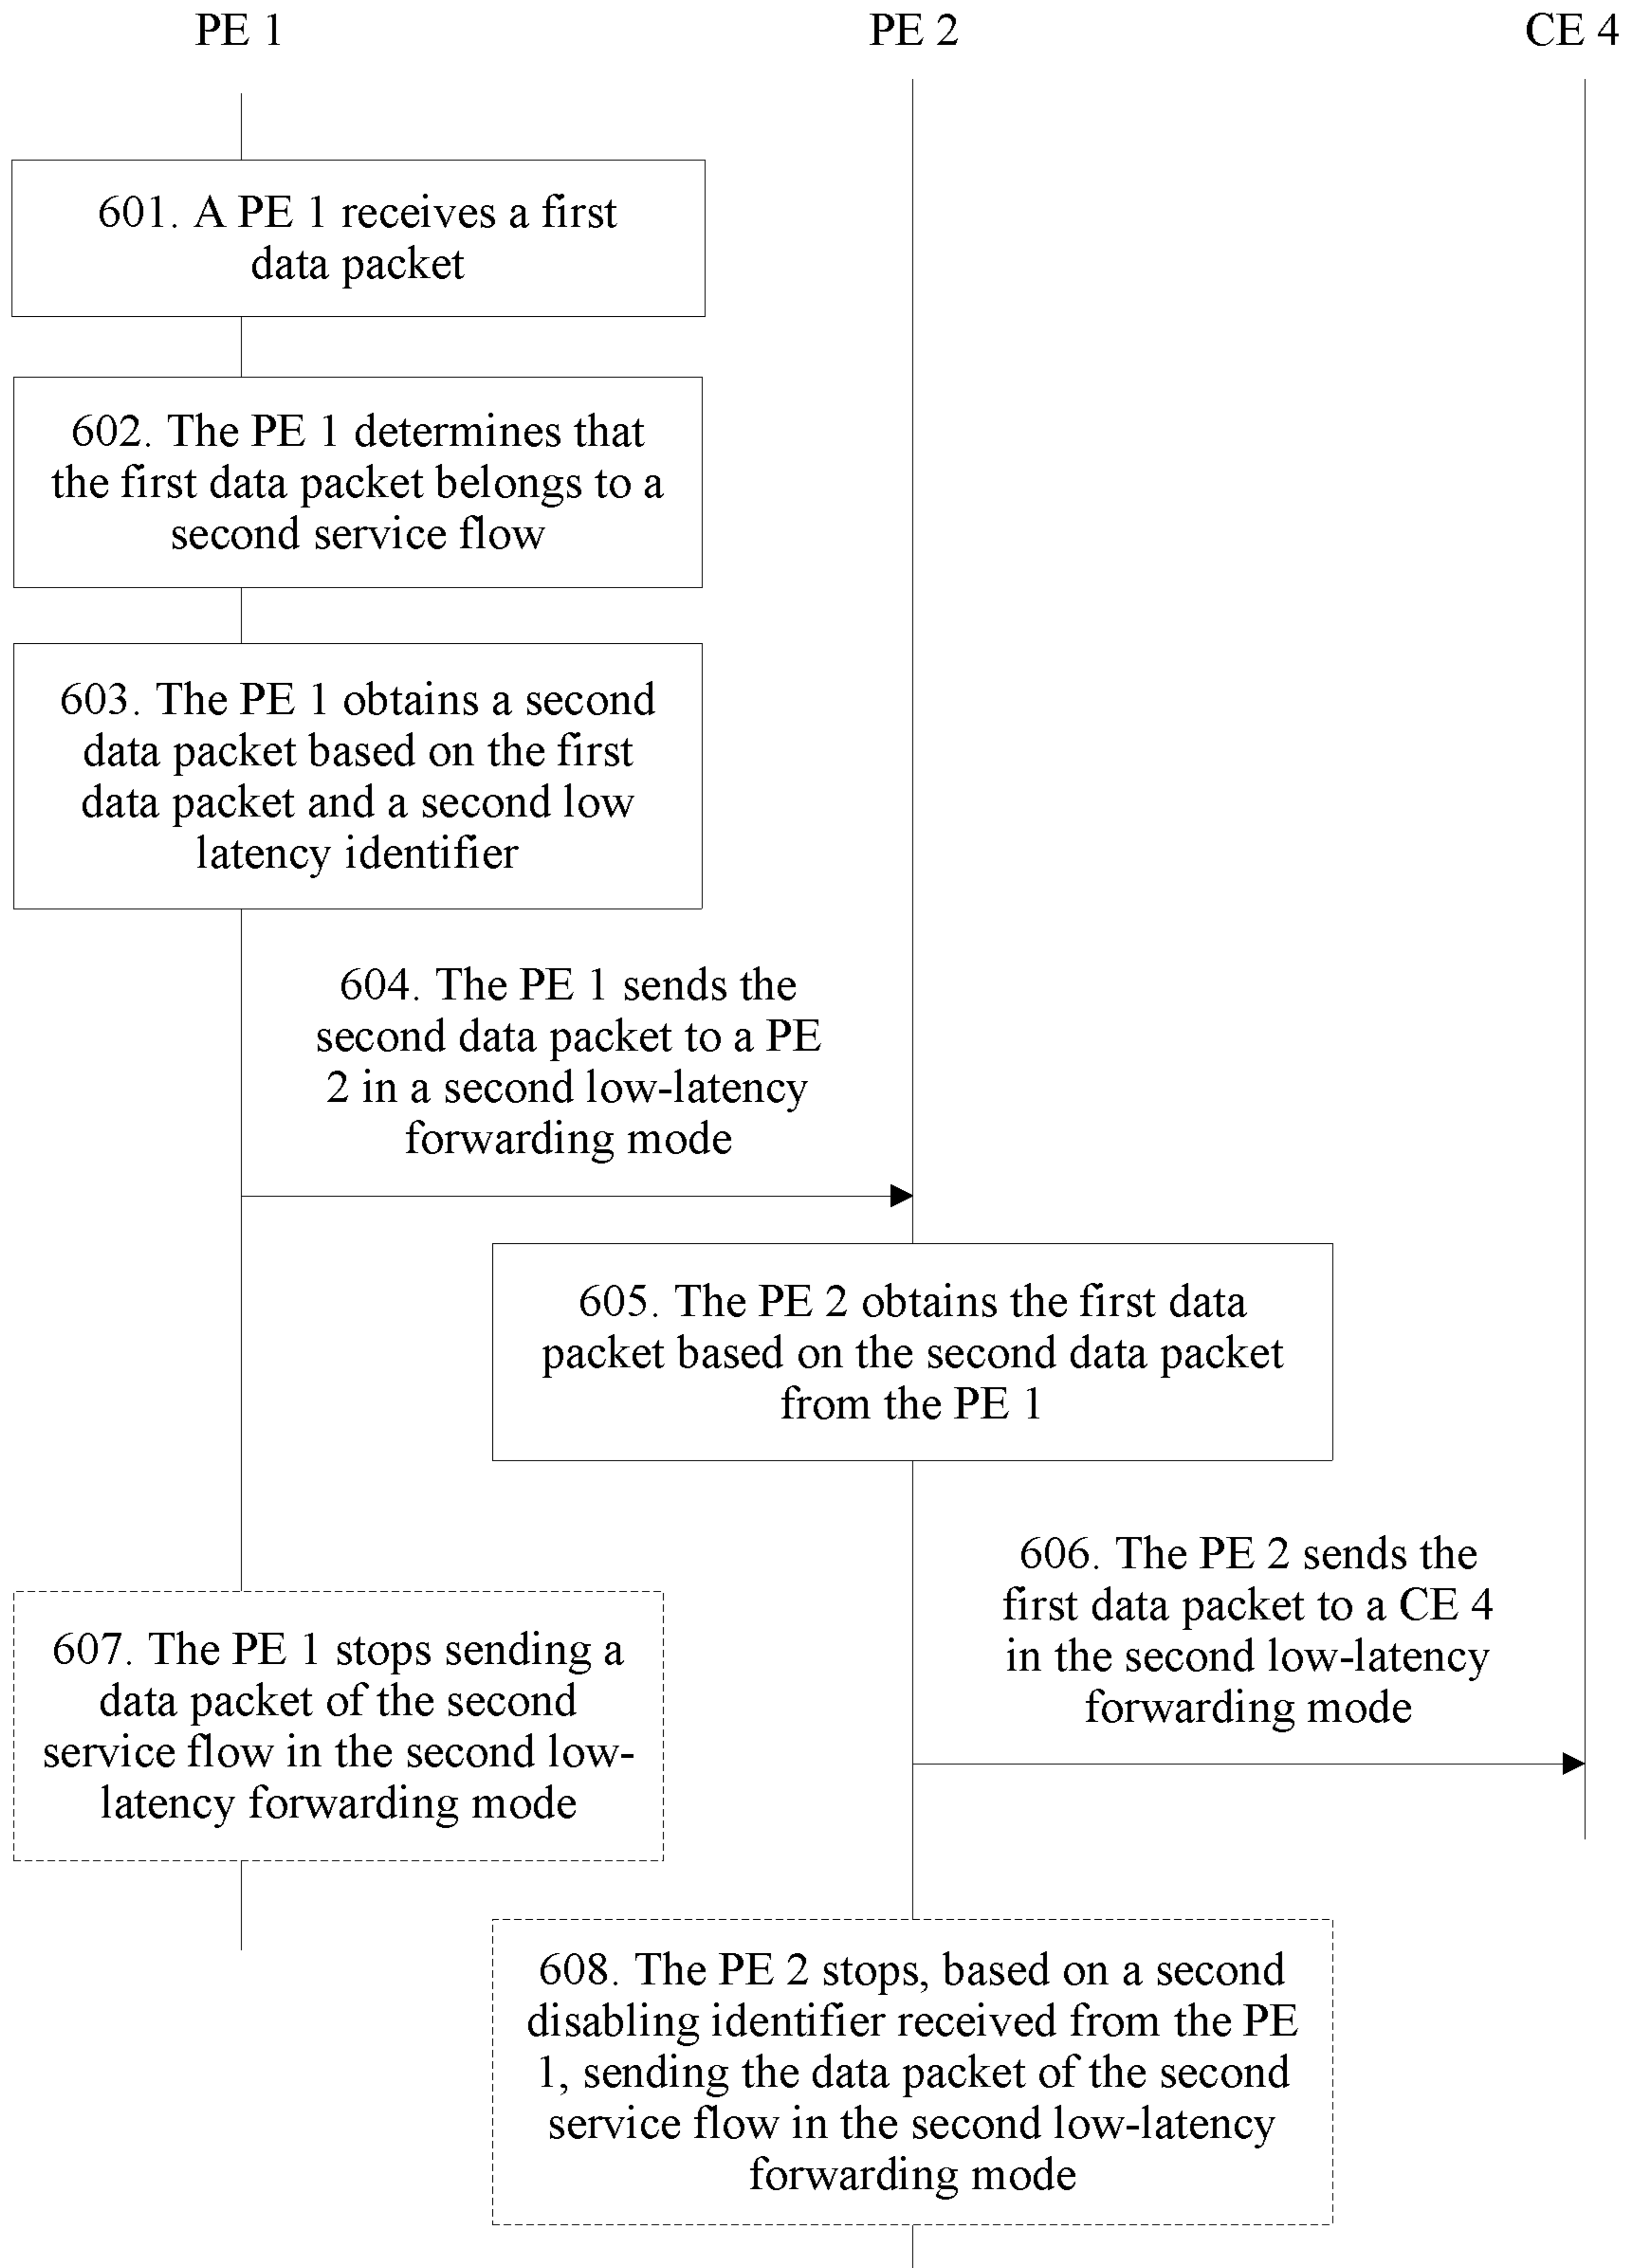 PE 1
PE 2
CE 4
601. A PE 1 receives a first
data packet
602. The PE 1 determines that
the first data packet belongs to a
second service flow
603. The PE 1 obtains a second
data packet based on the first
data packet and a second low
latency identifier
604. The PE 1 sends the
second data packet to a PE
2 in a second low-latency
forwarding mode
605. The PE 2 obtains the first data
packet based on the second data packet
from the PE 1
606. The PE 2 sends the
first data packet to a CE 4
in the second low-latency
forwarding mode
607. The PE 1 stops sending a
data packet of the second
service flow in the second low-
latency forwarding mode
608. The PE 2 stops, based on a second
disabling identifier received from the PE
1, sending the data packet of the second
service flow in the second low-latency
forwarding mode